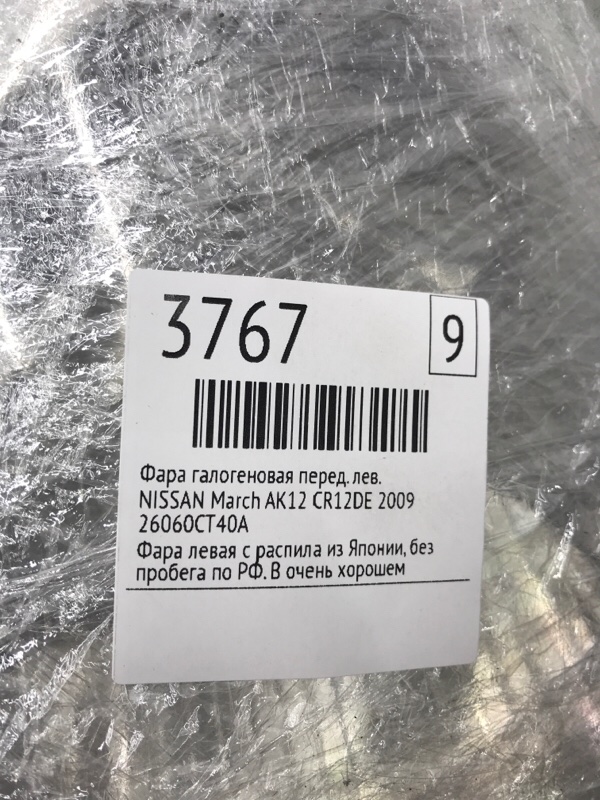 3767
9
Фара галогеновая перед. лев.
NISSAN March AK12 CR12DE 2009
26060CT40A
Фара левая с распила из Японии, без
пробега по РФ. В очень хорошем